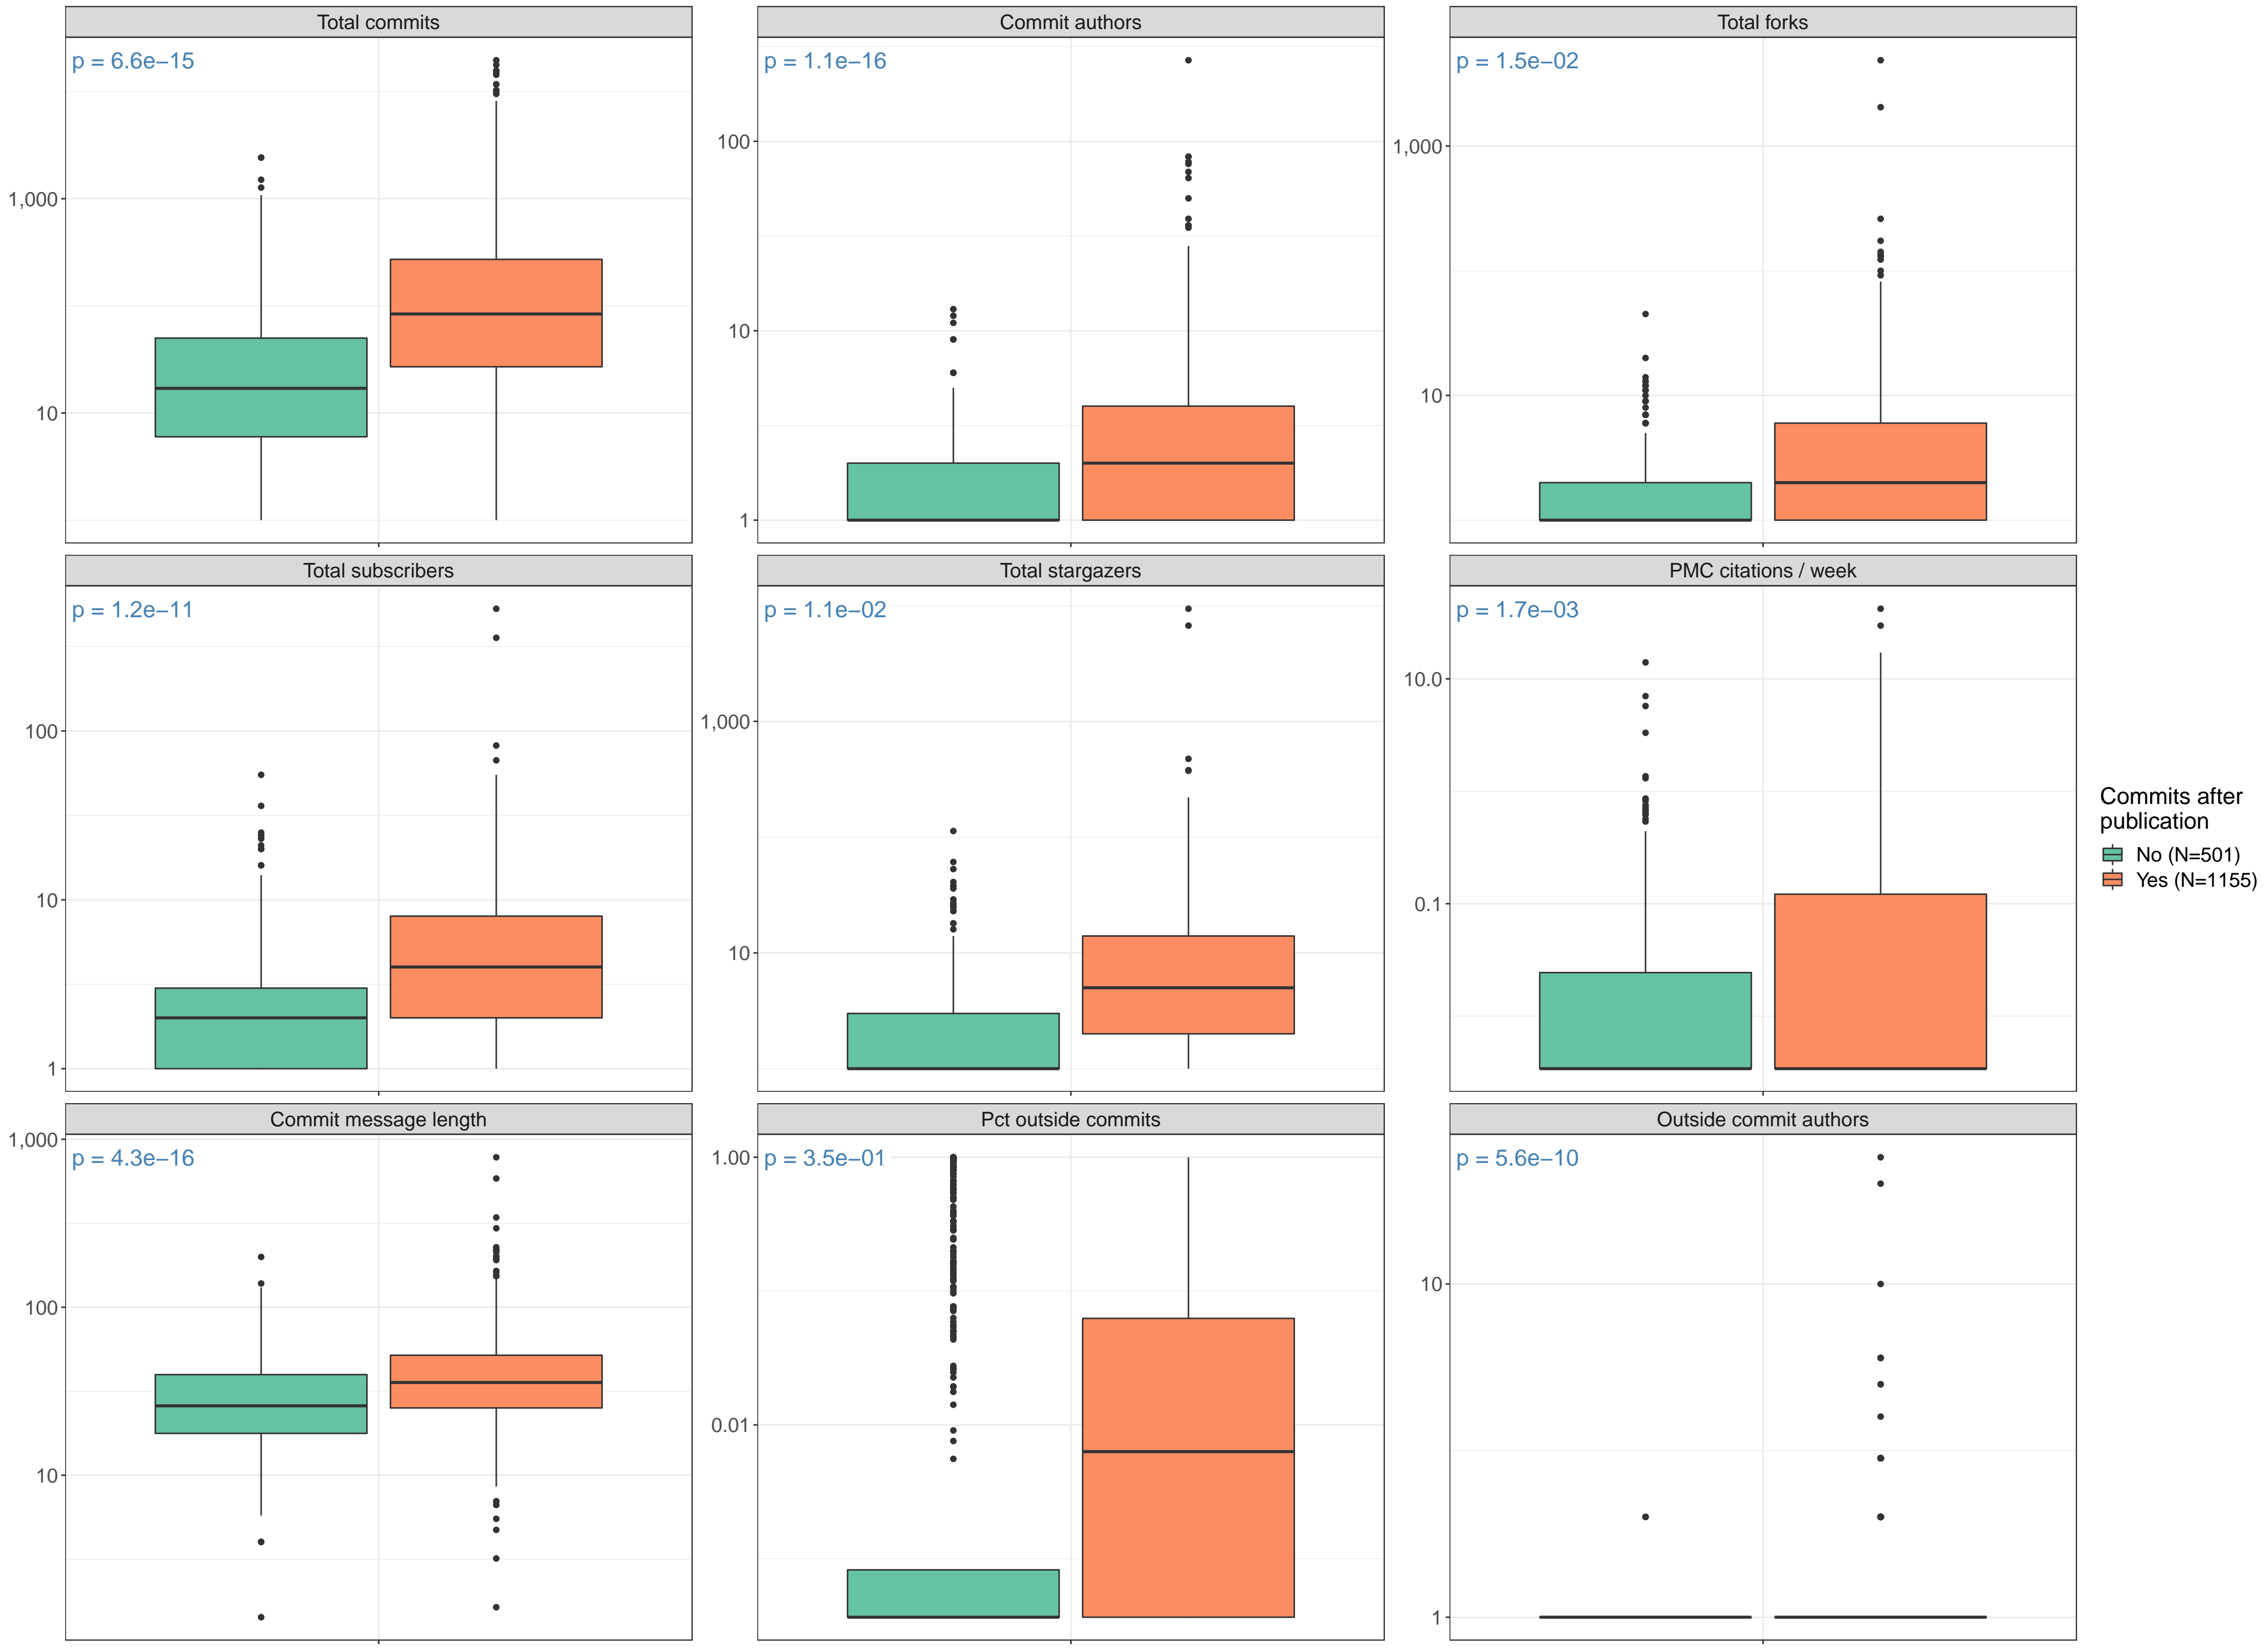 Total commits
p = 6.6e−15
1,000
10
Commit authors
p = 1.1e−16
100
10
1
Total forks
p = 1.5e−02
1,000
10
Total subscribers
p = 1.2e−11
100
10
1
Total stargazers
p = 1.1e−02
1,000
10
PMC citations / week
p = 1.7e−03
10.0
0.1
Commit message length
1,000
p = 4.3e−16
100
10
Pct outside commits
1.00
p = 3.5e−01
0.01
Outside commit authors
p = 5.6e−10
10
1
Commits after
publication
No (N=501)
Yes (N=1155)